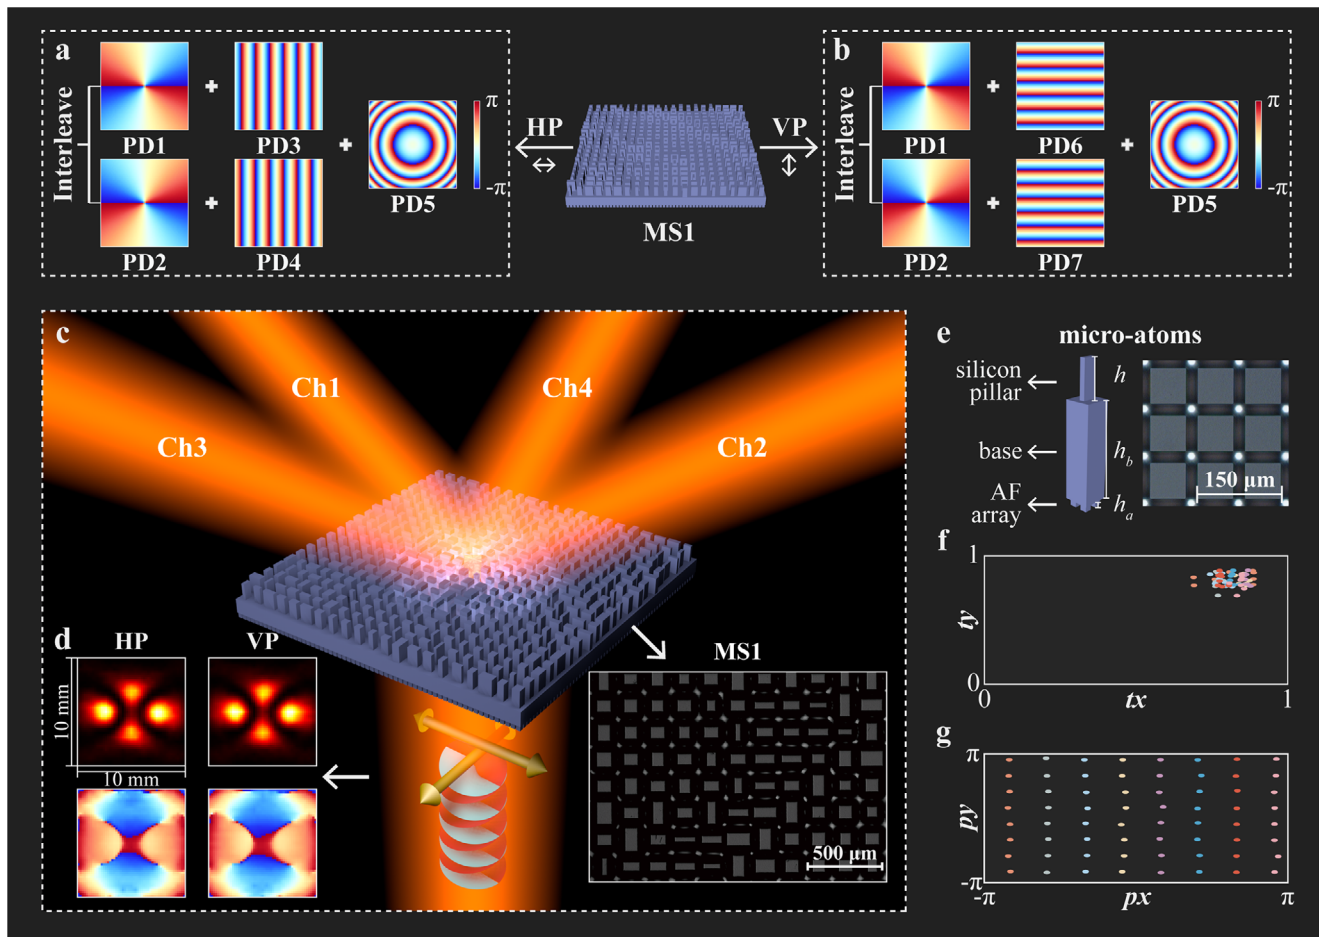 a
Interleave
PD1
PD3
PD2
PD4
PD5
π
-π
HP
VP
MS1
b
Interleave
PD1
PD6
PD2
PD7
PD5
π
-π
c
Ch1
Ch4
Ch3
Ch2
d
HP
VP
10 mm
10 mm
MS1
500 μm
e
micro-atoms
silicon
pillar
base
AF
array
h
h_b
h_a
150 μm
f
1
ty
0
0
tx
1
g
π
py
-π
-π
px
π